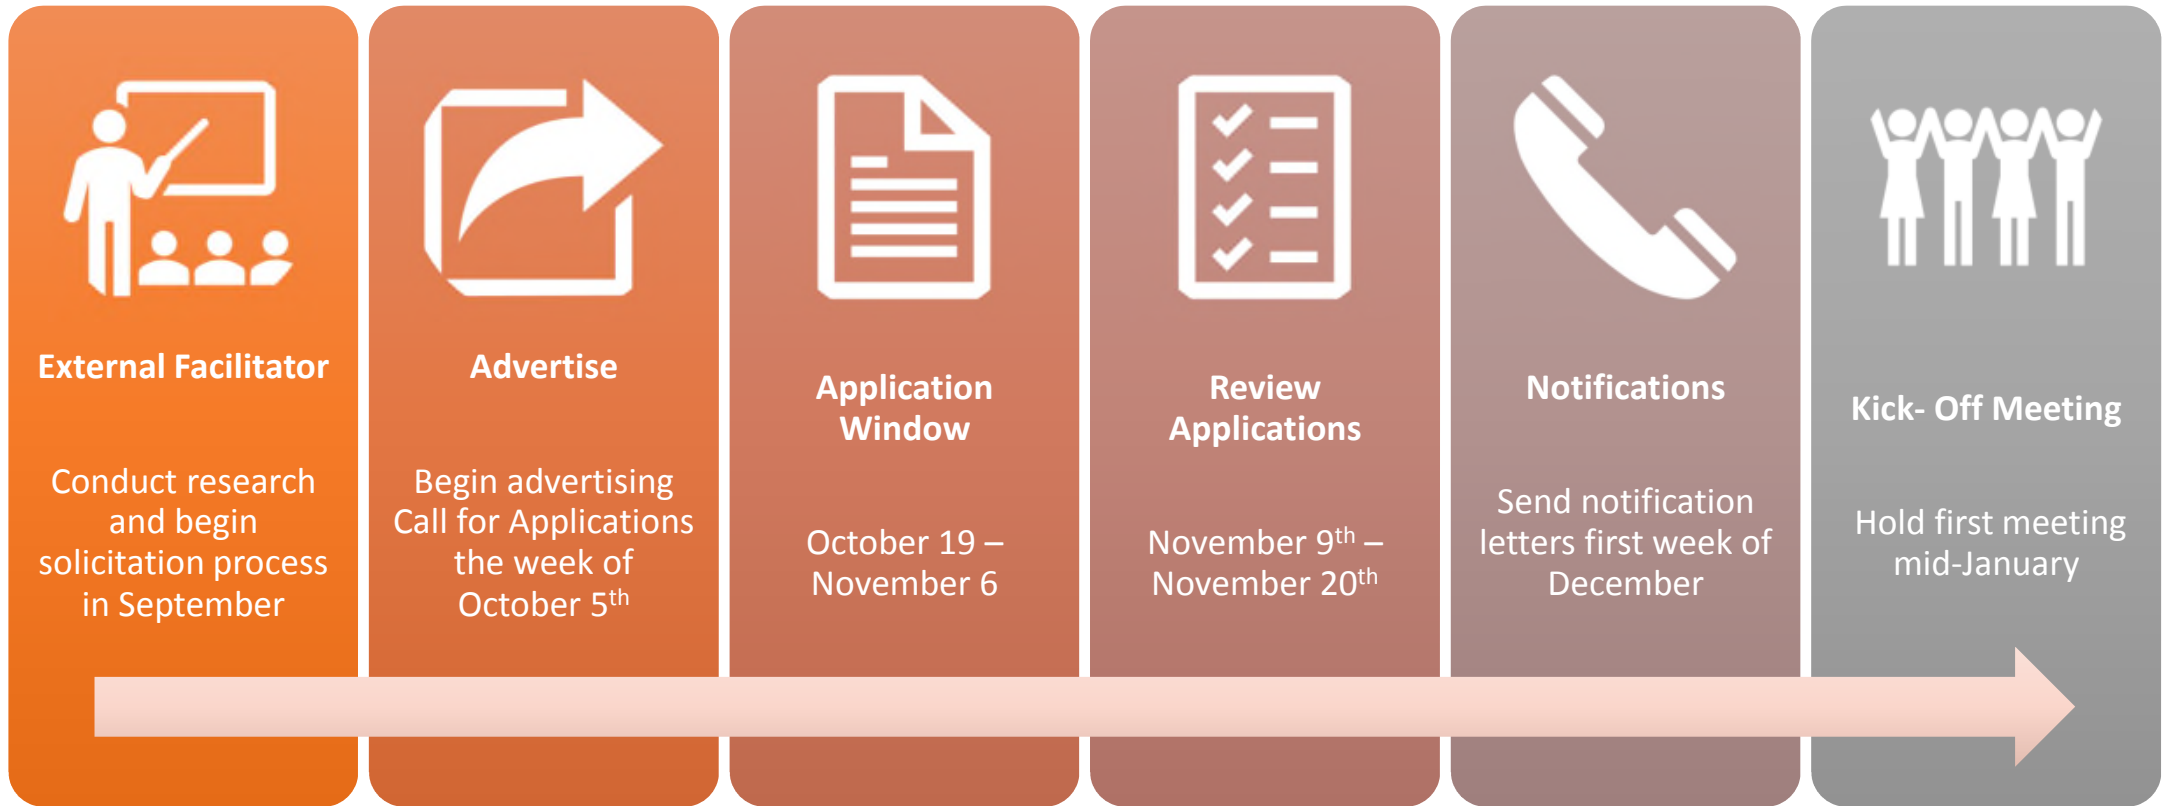 External Facilitator
Conduct research
and begin
solicitation process
in September
Advertise
Begin advertising
Call for Applications
the week of
October 5th
Application
Window
October 19 –
November 6
Review
Applications
November 9th –
November 20th
Notifications
Send notification
letters first week of
December
Kick- Off Meeting
Hold first meeting
mid-January